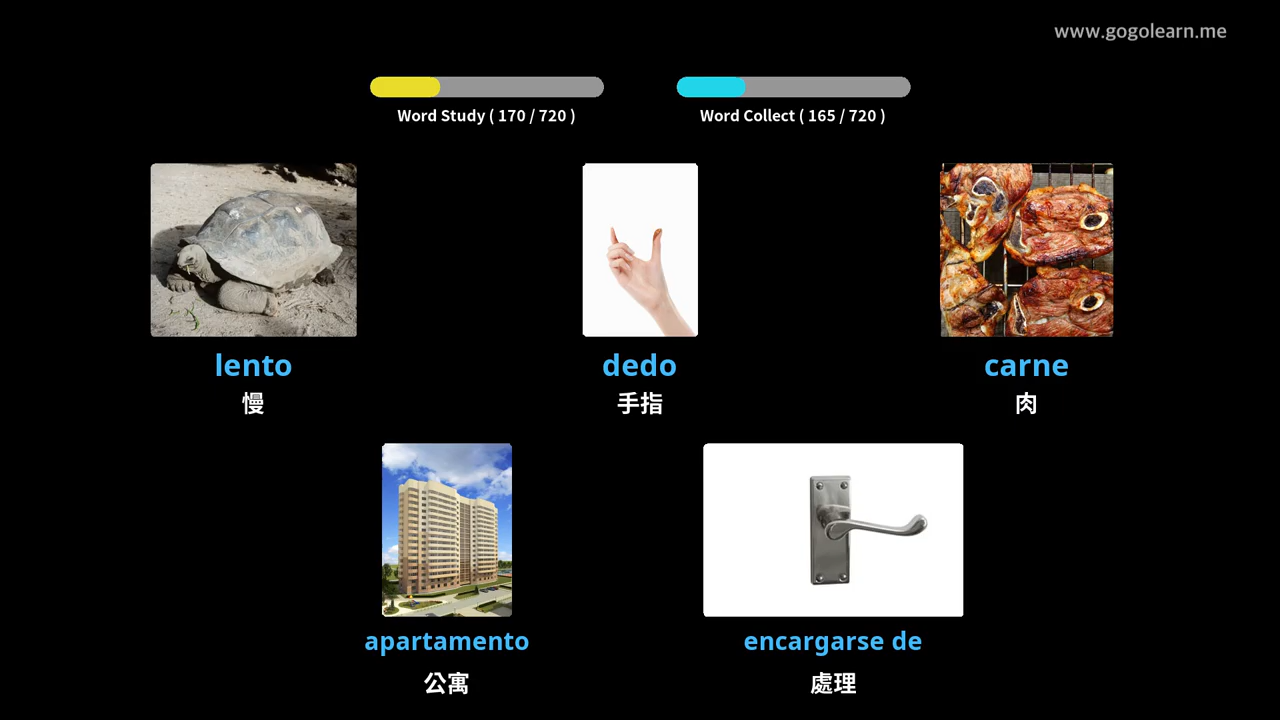 www.gogolearn.me
Word Study ( 170 / 720 )
Word Collect ( 165 / 720 )
lento
慢
dedo
手指
carne
肉
apartamento
公寓
encargarse de
處理